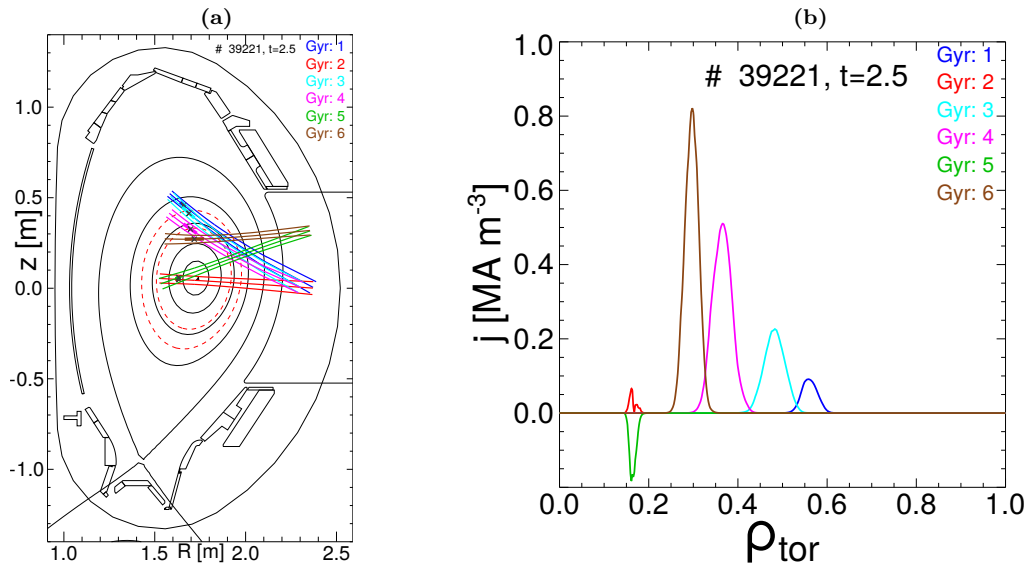 (a)
# 39221, t=2.5
Gyr: 1
Gyr: 2
Gyr: 3
Gyr: 4
Gyr: 5
Gyr: 6
z [m]
1.0
0.5
0.0
-0.5
-1.0
1.0
1.5
2.0
2.5
R [m]
(b)
# 39221, t=2.5
Gyr: 1
Gyr: 2
Gyr: 3
Gyr: 4
Gyr: 5
Gyr: 6
j [MA m-3]
1.0
0.8
0.6
0.4
0.2
0.0
0.0
0.2
0.4
0.6
0.8
1.0
ρtor